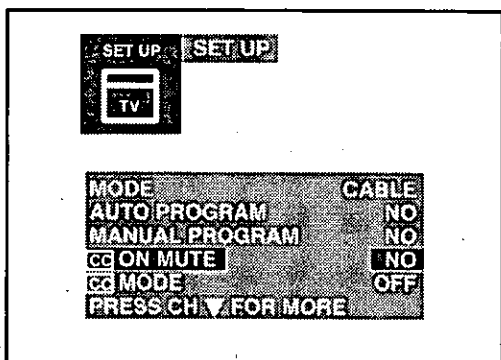 SET UP SET UP
TV
MODE CABLE
AUTO PROGRAM NO
MANUAL PROGRAM NO
CC ON MUTE NO
CC MODE OFF
PRESS CH ▼ FOR MORE